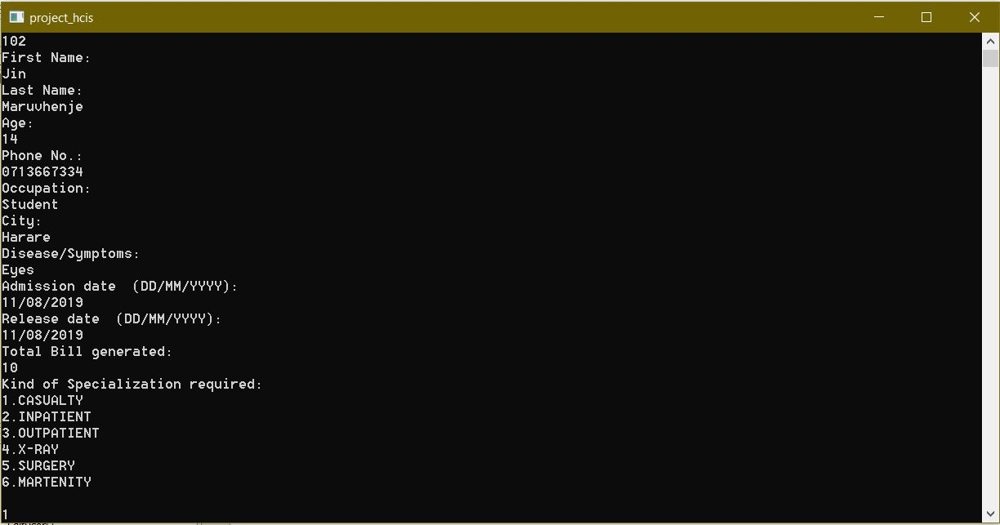 project_hcis
102
First Name:
Jin
Last Name:
Maruvhenje
Age:
14
Phone No.:
0713667334
Occupation:
Student
City:
Harare
Disease/Symptoms:
Eyes
Admission date  (DD/MM/YYYY):
11/08/2019
Release date  (DD/MM/YYYY):
11/08/2019
Total Bill generated:
10
Kind of Specialization required:
1.CASUALTY
2.INPATIENT
3.OUTPATIENT
4.X-RAY
5.SURGERY
6.MARTENITY
1